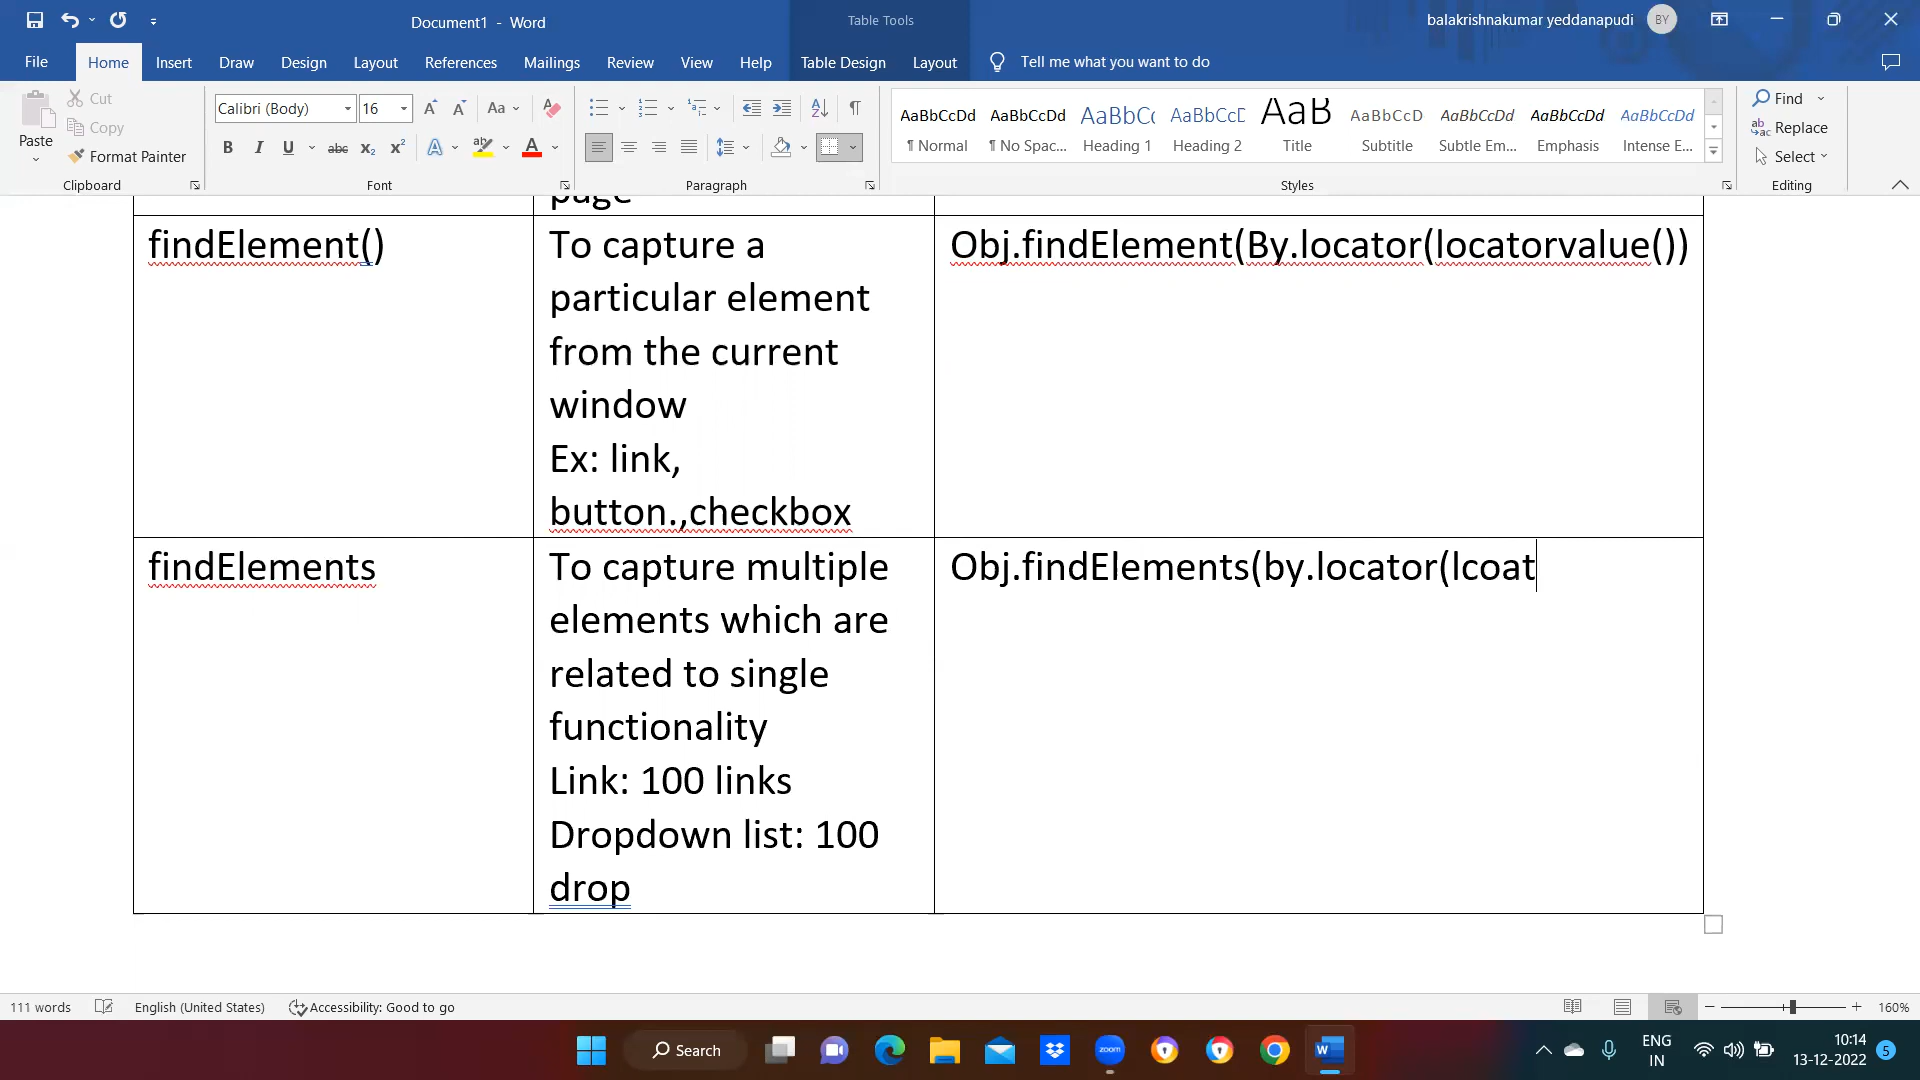 Document1 - Word
Table Tools
balakrishnakumar yeddanapudi
BY
File
Home
Insert
Draw
Design
Layout
References
Mailings
Review
View
Help
Table Design
Layout
Tell me what you want to do
Paste
Cut
Copy
Format Painter
Clipboard
Calibri (Body)
16
Font
Paragraph
AaBbCcDd
¶ Normal
AaBbCcDd
¶ No Spac...
AaBbCc
Heading 1
AaBbCcD
Heading 2
AaB
Title
AaBbCcD
Subtitle
AaBbCcDd
Subtle Em...
AaBbCcDd
Emphasis
AaBbCcDd
Intense E...
Styles
Find
Replace
Select
Editing
page
findElement()
To capture a
particular element
from the current
window
Ex: link,
button.,checkbox
Obj.findElement(By.locator(locatorvalue())
findElements
To capture multiple
elements which are
related to single
functionality
Link: 100 links
Dropdown list: 100
drop
Obj.findElements(by.locator(lcoat
111 words
English (United States)
Accessibility: Good to go
160%
Search
zoom
ENG
IN
10:14
13-12-2022
5